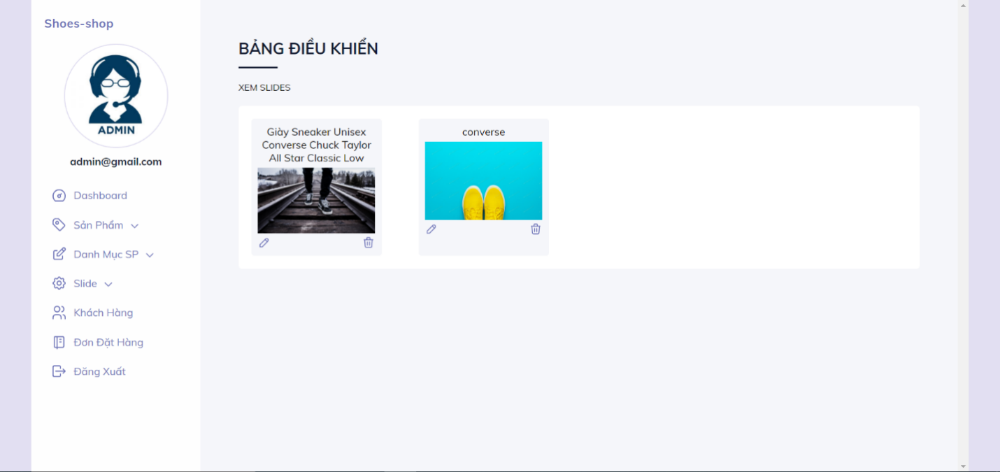 Shoes-shop
ADMIN
admin@gmail.com
Dashboard
Sản Phẩm
Danh Mục SP
Slide
Khách Hàng
Đơn Đặt Hàng
Đăng Xuất
BẢNG ĐIỀU KHIỂN
XEM SLIDES
Giày Sneaker Unisex
Converse Chuck Taylor
All Star Classic Low
converse